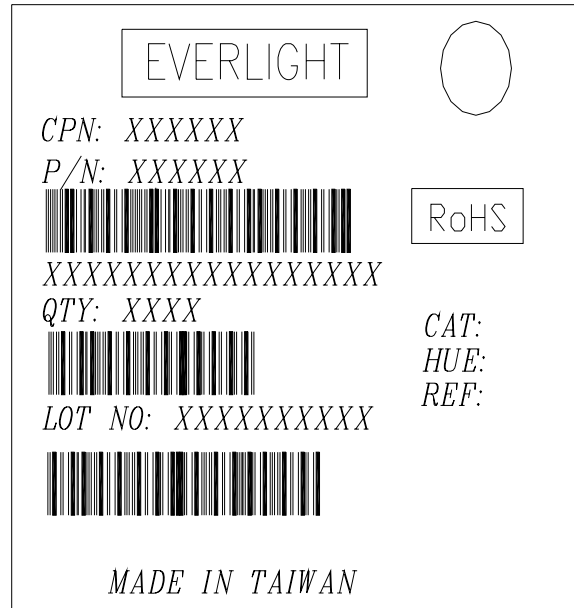 EVERLIGHT
CPN: XXXXXX
P/N: XXXXXX
RoHS
XXXXXXXXXXXXXXXXX
QTY: XXXX
CAT:
HUE:
REF:
LOT NO: XXXXXXXXXX
MADE IN TAIWAN